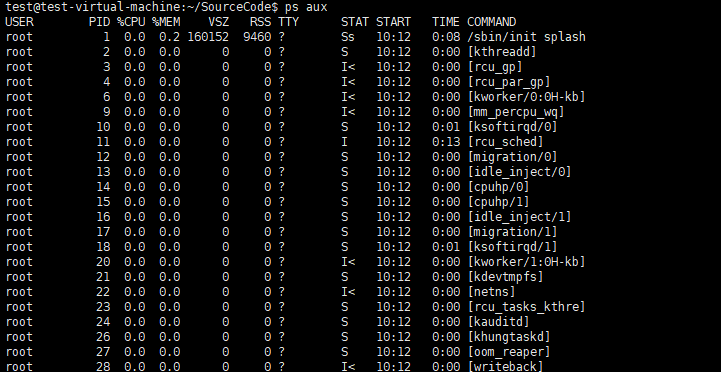 test@test-virtual-machine:~/SourceCode$ ps aux
USER PID %CPU %MEM VSZ RSS TTY STAT START TIME COMMAND
root 1 0.0 0.2 160152 9460 ? Ss 10:12 0:08 /sbin/init splash
root 2 0.0 0.0 0 0 ? S 10:12 0:00 [kthreadd]
root 3 0.0 0.0 0 0 ? I< 10:12 0:00 [rcu_gp]
root 4 0.0 0.0 0 0 ? I< 10:12 0:00 [rcu_par_gp]
root 6 0.0 0.0 0 0 ? I< 10:12 0:00 [kworker/0:0H-kb]
root 9 0.0 0.0 0 0 ? I< 10:12 0:00 [mm_percpu_wq]
root 10 0.0 0.0 0 0 ? S 10:12 0:01 [ksoftirqd/0]
root 11 0.0 0.0 0 0 ? I 10:12 0:13 [rcu_sched]
root 12 0.0 0.0 0 0 ? S 10:12 0:00 [migration/0]
root 13 0.0 0.0 0 0 ? S 10:12 0:00 [idle_inject/0]
root 14 0.0 0.0 0 0 ? S 10:12 0:00 [cpuhp/0]
root 15 0.0 0.0 0 0 ? S 10:12 0:00 [cpuhp/1]
root 16 0.0 0.0 0 0 ? S 10:12 0:00 [idle_inject/1]
root 17 0.0 0.0 0 0 ? S 10:12 0:00 [migration/1]
root 18 0.0 0.0 0 0 ? S 10:12 0:01 [ksoftirqd/1]
root 20 0.0 0.0 0 0 ? I< 10:12 0:00 [kworker/1:0H-kb]
root 21 0.0 0.0 0 0 ? S 10:12 0:00 [kdevtmpfs]
root 22 0.0 0.0 0 0 ? I< 10:12 0:00 [netns]
root 23 0.0 0.0 0 0 ? S 10:12 0:00 [rcu_tasks_kthre]
root 24 0.0 0.0 0 0 ? S 10:12 0:00 [kauditd]
root 26 0.0 0.0 0 0 ? S 10:12 0:00 [khungtaskd]
root 27 0.0 0.0 0 0 ? S 10:12 0:00 [oom_reaper]
root 28 0.0 0.0 0 0 ? I< 10:12 0:00 [writeback]